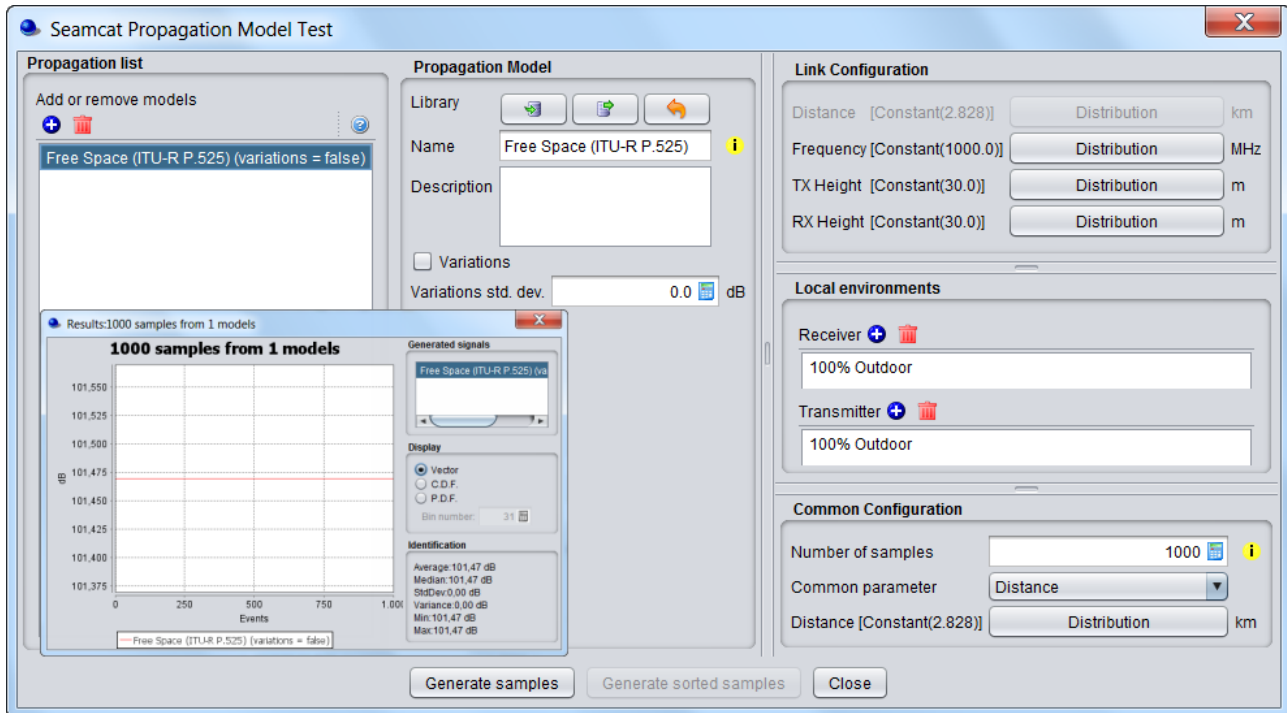 Seamcat Propagation Model Test
Propagation list
Add or remove models
Free Space (ITU-R P.525) (variations = false)
Propagation Model
Library
Name Free Space (ITU-R P.525)
Description
Variations
Variations std. dev. 0.0 dB
Results:1000 samples from 1 models
1000 samples from 1 models
101,550
101,525
101,500
101,475
101,450
101,425
101,400
101,375
dB
0 250 500 750 1.00
Events
Free Space (ITU-R P.525) (variations = false)
Generated signals
Free Space (ITU-R P.525) (va
Display
Vector
C.D.F.
P.D.F.
Bin number: 31
Identification
Average:101,47 dB
Median:101,47 dB
StdDev:0,00 dB
Variance:0,00 dB
Min:101,47 dB
Max:101,47 dB
Link Configuration
Distance [Constant(2.828)] Distribution km
Frequency [Constant(1000.0)] Distribution MHz
TX Height [Constant(30.0)] Distribution m
RX Height [Constant(30.0)] Distribution m
Local environments
Receiver
100% Outdoor
Transmitter
100% Outdoor
Common Configuration
Number of samples 1000
Common parameter Distance
Distance [Constant(2.828)] Distribution km
Generate samples Generate sorted samples Close